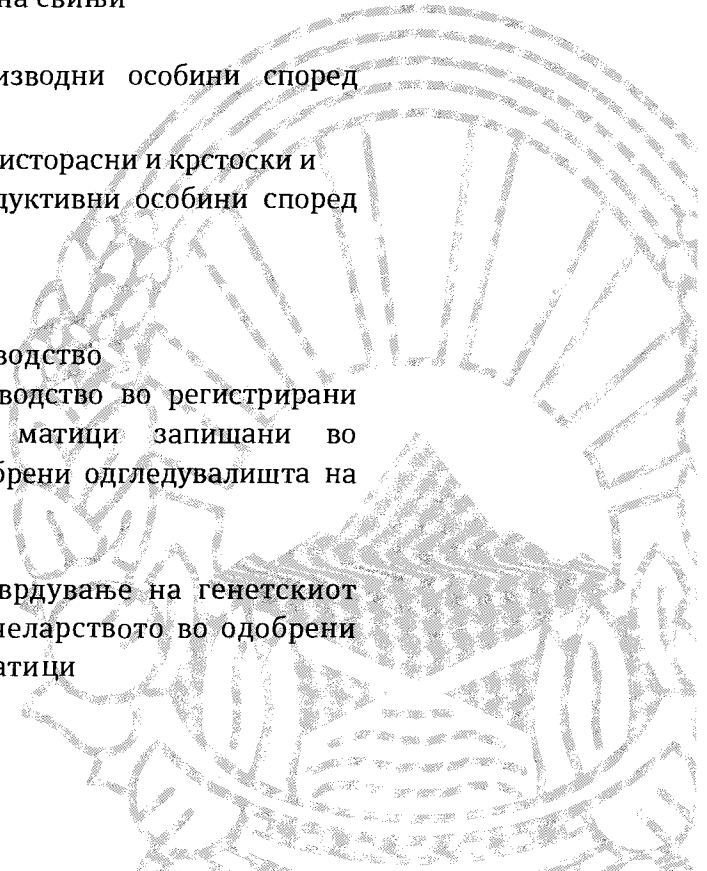 на свињи
изводни особини според
исторасни и крстоски и
дуктивни особини според
водство
водство во регистрирани
матици запишани во
брени одгледувалишта на
врдување на генетскиот
челарството во одобрени
атици